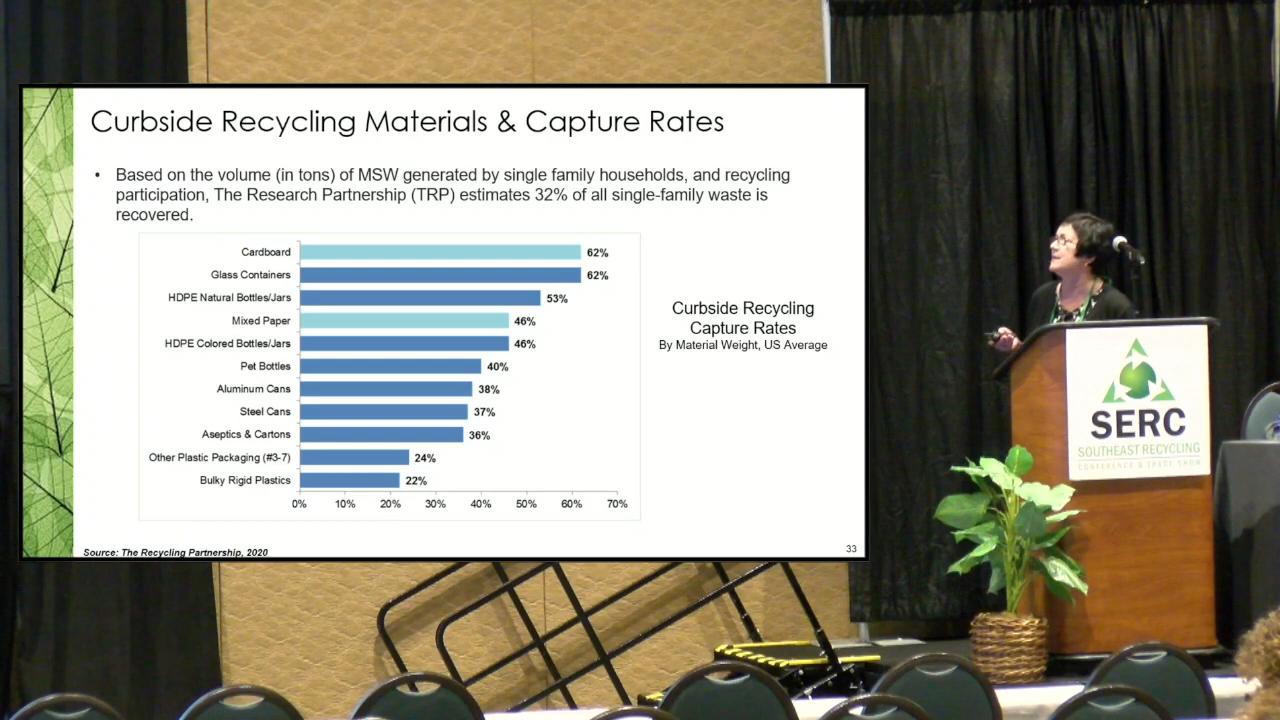 Curbside Recycling Materials & Capture Rates
• Based on the volume (in tons) of MSW generated by single family households, and recycling
participation, The Research Partnership (TRP) estimates 32% of all single-family waste is
recovered.
Cardboard 62%
Glass Containers 62%
HDPE Natural Bottles/Jars 53%
Mixed Paper 46%
HDPE Colored Bottles/Jars 46%
Pet Bottles 40%
Aluminum Cans 38%
Steel Cans 37%
Aseptics & Cartons 36%
Other Plastic Packaging (#3-7) 24%
Bulky Rigid Plastics 22%
0% 10% 20% 30% 40% 50% 60% 70%
Curbside Recycling
Capture Rates
By Material Weight, US Average
Source: The Recycling Partnership, 2020
33
SERC
SOUTHEAST RECYCLING
CONFERENCE & TRADE SHOW